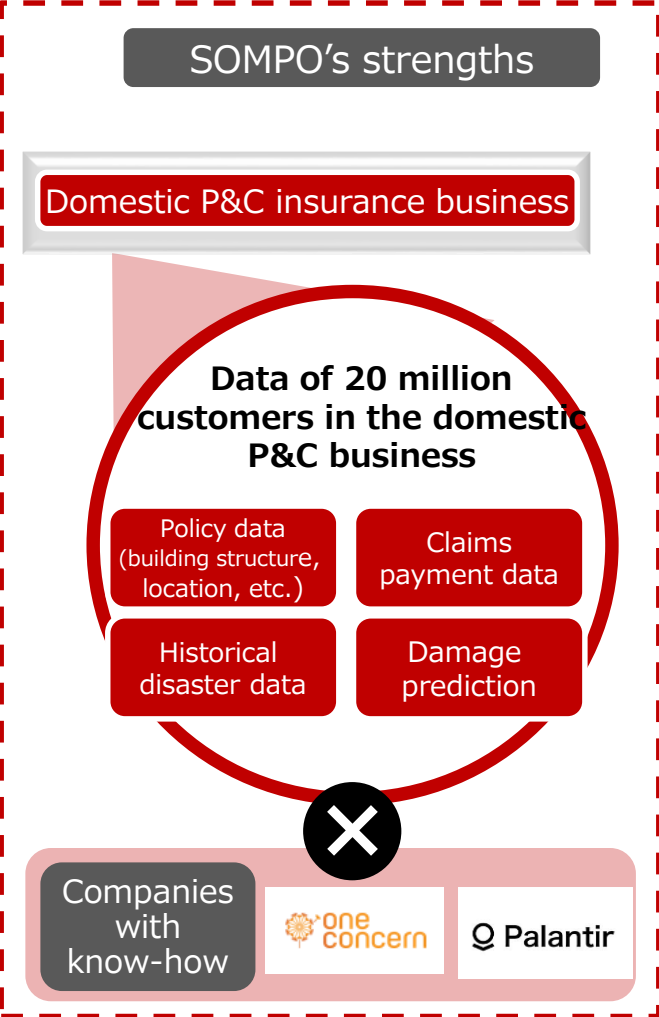 SOMPO’s strengths
Domestic P&C insurance business
Data of 20 million
customers in the domestic
P&C business
Policy data
(building structure,
location, etc.)
Claims
payment data
Historical
disaster data
Damage
prediction
Companies
with
know-how
one
concern
Palantir